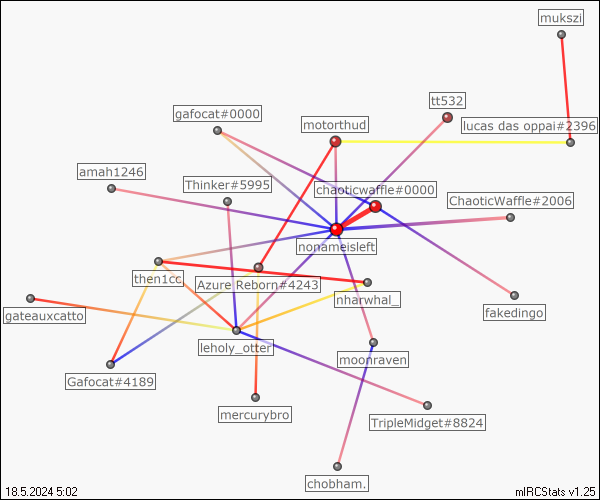 mukszi
tt532
gafocat#0000
motorthud
lucas das oppai#2396
amah1246
Thinker#5995
chaoticwaffle#0000
ChaoticWaffle#2006
nonameisleft
then1cc
Azure Reborn#4243
nharwhal_
gateauxcatto
fakedingo
leholy_otter
moonraven
Gafocat#4189
mercurybro
TripleMidget#8824
chobham.
18.5.2024 5:02
mIRCStats v1.25